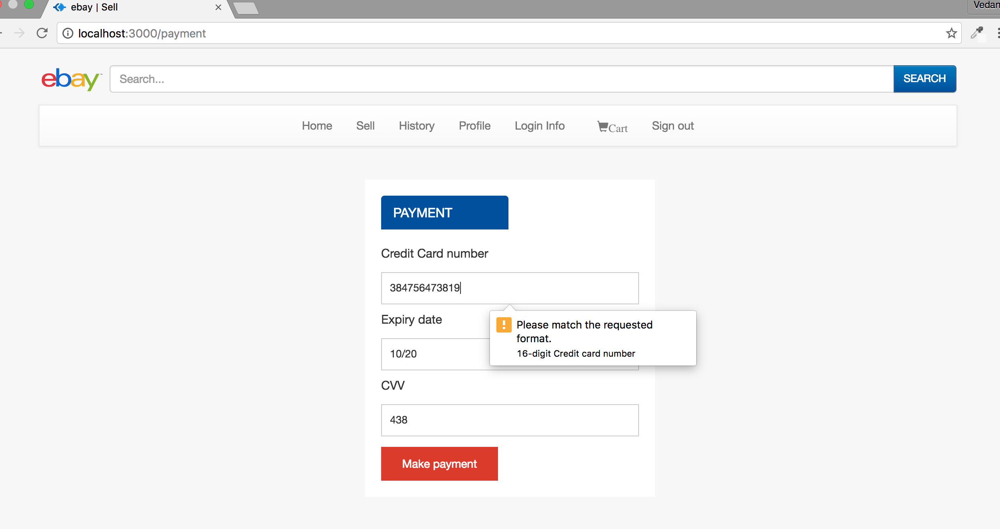 ebay | Sell
Vedan
localhost:3000/payment
ebay™
Search...
SEARCH
Home Sell History Profile Login Info Cart Sign out
PAYMENT
Credit Card number
384756473819
Please match the requested
format.
16-digit Credit card number
Expiry date
10/20
CVV
438
Make payment